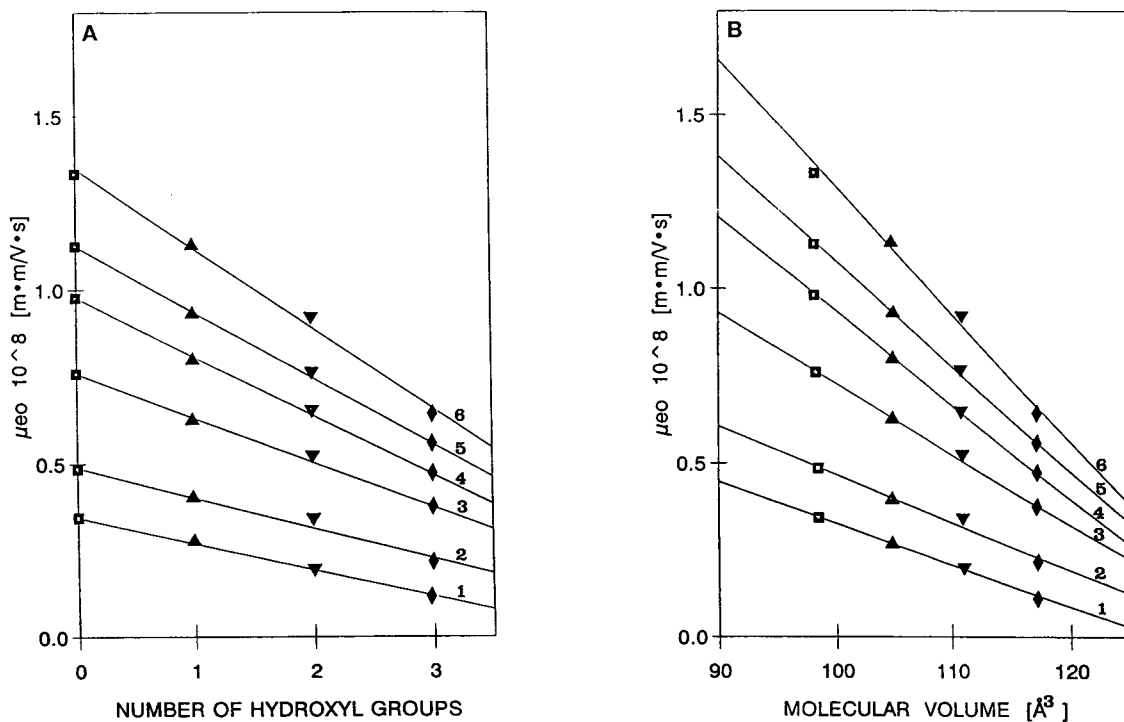 A
µeo 10^8 [m•m/V•s]
1.5
1.0
0.5
0.0
6
5
4
3
2
1
0 1 2 3
NUMBER OF HYDROXYL GROUPS
B
µeo 10^8 [m•m/V•s]
1.5
1.0
0.5
0.0
6
5
4
3
2
1
90 100 110 120
MOLECULAR VOLUME [Å³]